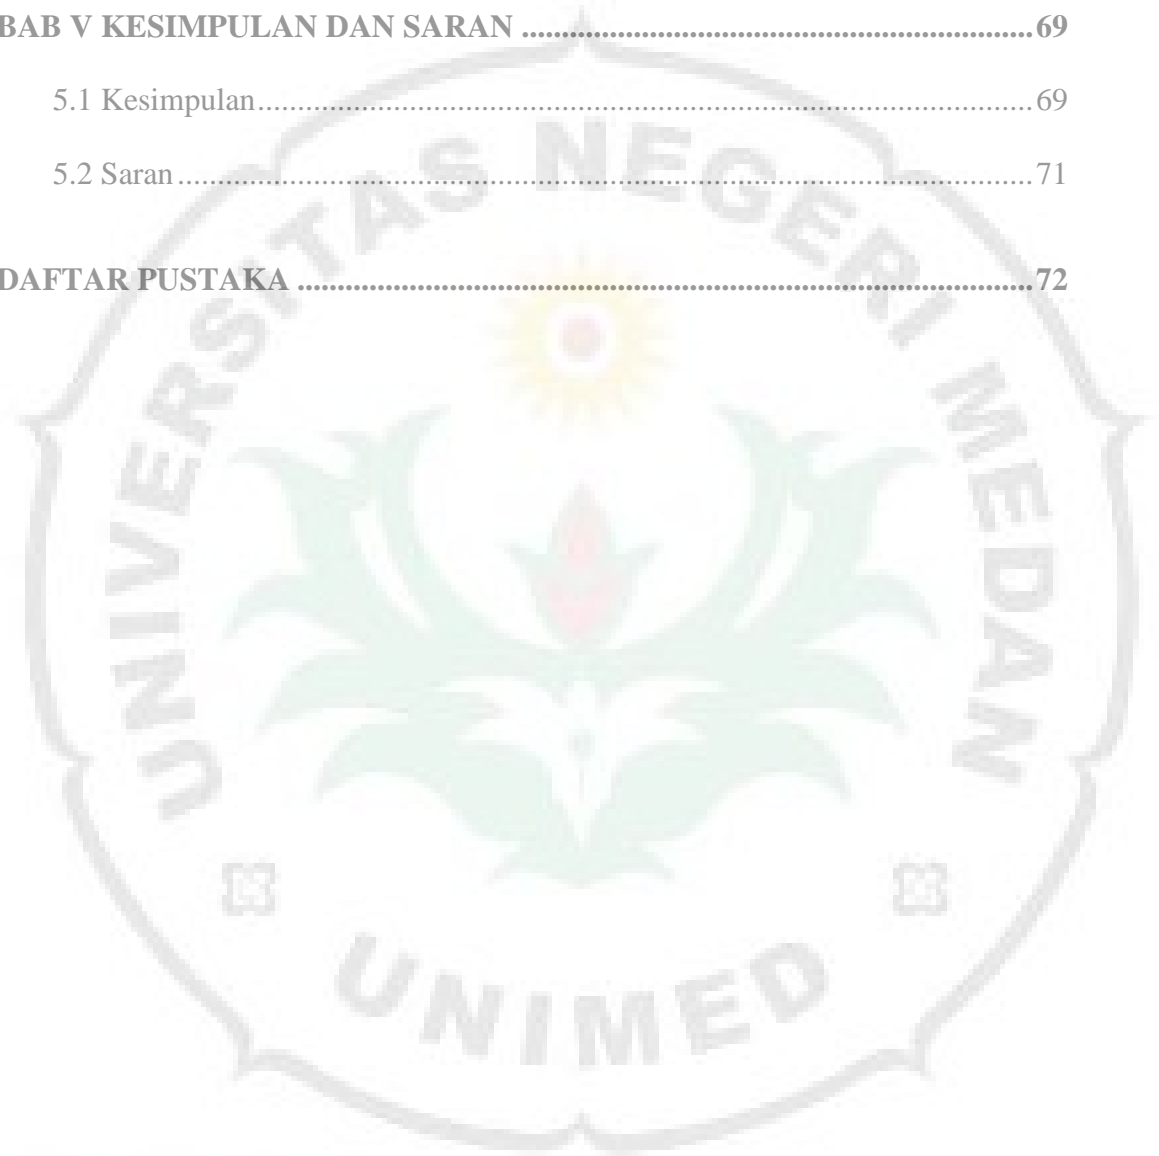 BAB V KESIMPULAN DAN SARAN ................................................................ 69
5.1 Kesimpulan................................................................................................ 69
5.2 Saran .......................................................................................................... 71
DAFTAR PUSTAKA ............................................................................................ 72
UNIVERSITAS NEGERI MEDAN
UNIMED